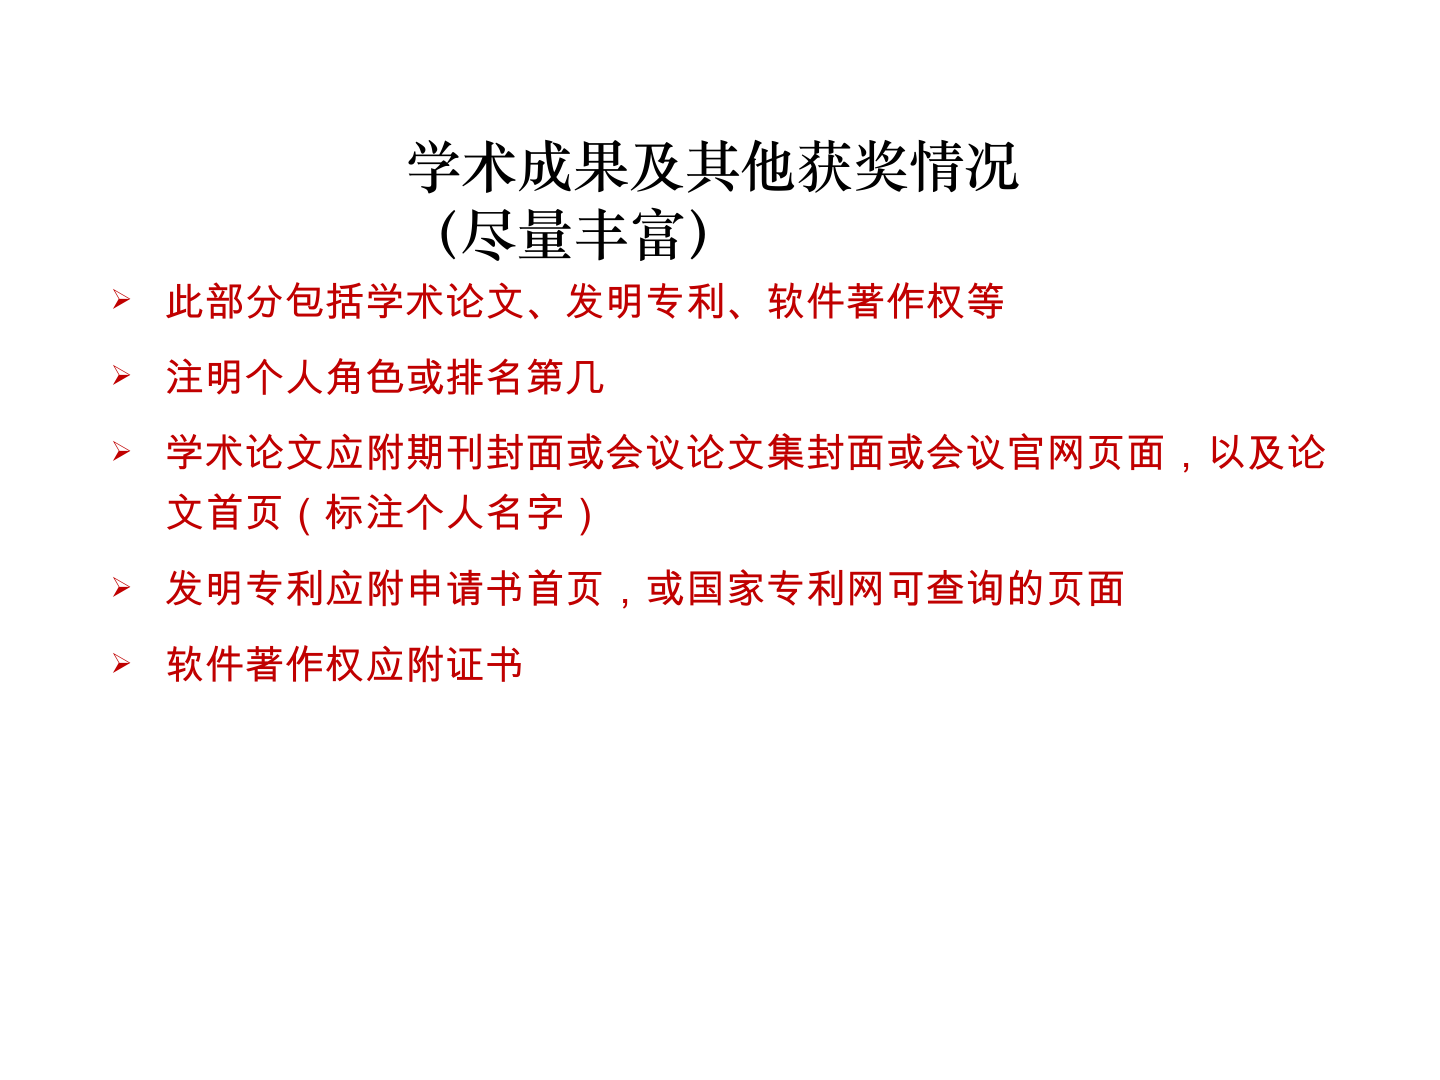 学术成果及其他获奖情况
（尽量丰富）
➢ 此部分包括学术论文、发明专利、软件著作权等
➢ 注明个人角色或排名第几
➢ 学术论文应附期刊封面或会议论文集封面或会议官网页面，以及论
文首页（标注个人名字）
➢ 发明专利应附申请书首页，或国家专利网可查询的页面
➢ 软件著作权应附证书